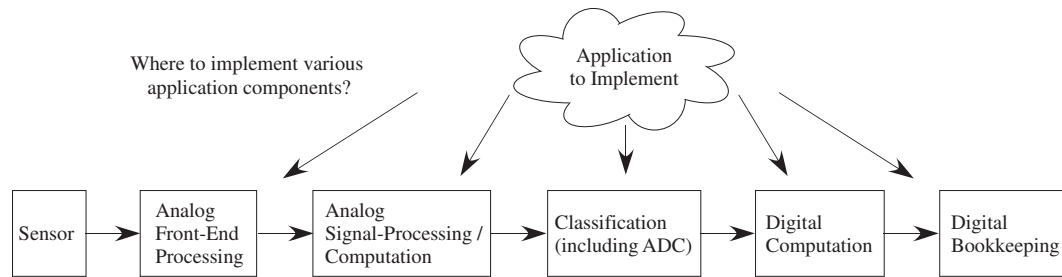 Application
to Implement
Where to implement various
application components?
Sensor
Analog
Front-End
Processing
Analog
Signal-Processing /
Computation
Classification
(including ADC)
Digital
Computation
Digital
Bookkeeping